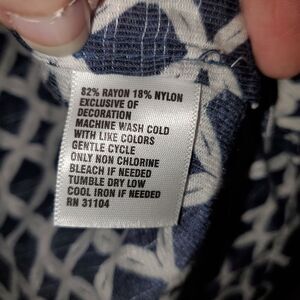 82% RAYON 18% NYLON
EXCLUSIVE OF
DECORATION
MACHINE WASH COLD
WITH LIKE COLORS
GENTLE CYCLE
ONLY NON CHLORINE
BLEACH IF NEEDED
TUMBLE DRY LOW
COOL IRON IF NEEDED
RN 31104